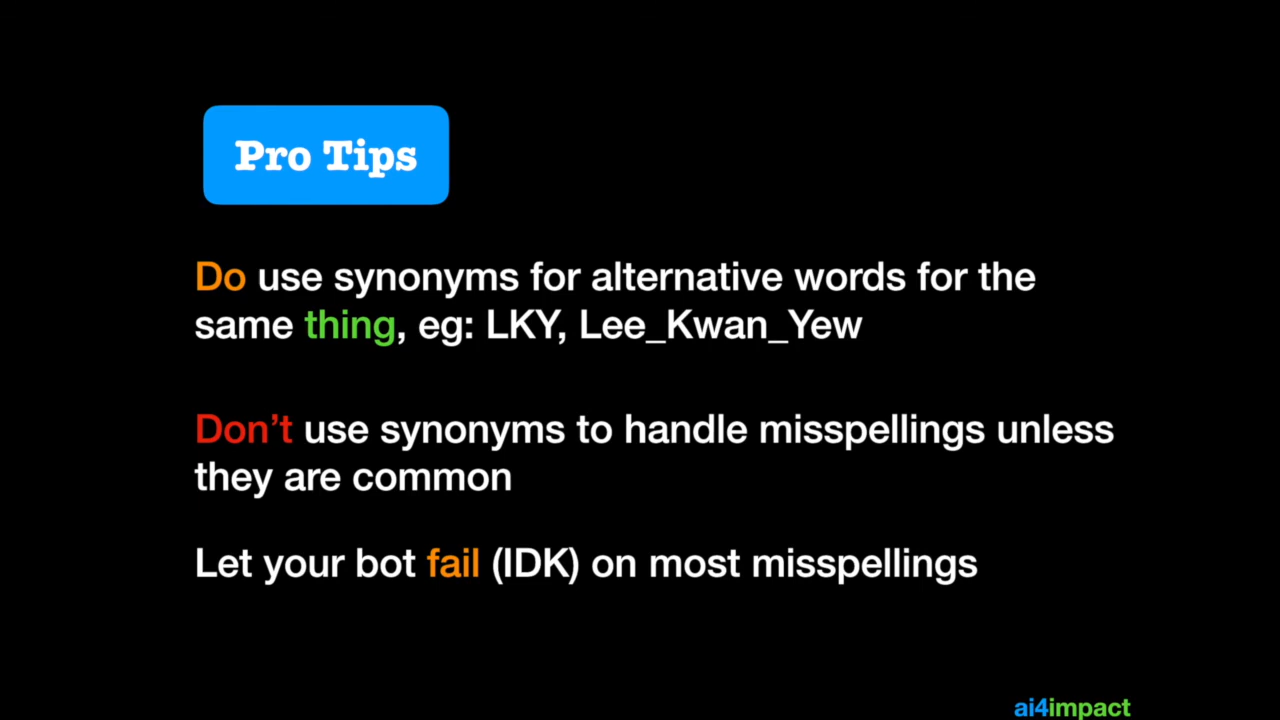 Pro Tips
Do use synonyms for alternative words for the
same thing, eg: LKY, Lee_Kwan_Yew
Don’t use synonyms to handle misspellings unless
they are common
Let your bot fail (IDK) on most misspellings
ai4impact